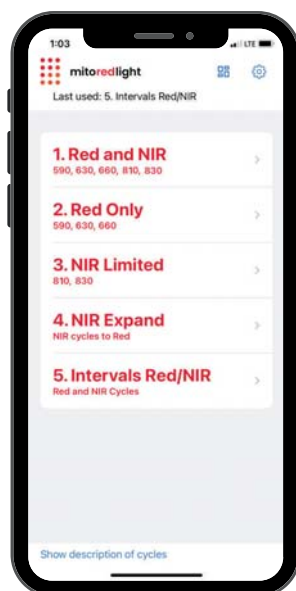 1:03
LTE
mitoredlight
Last used: 5. Intervals Red/NIR
1. Red and NIR
590, 630, 660, 810, 830
2. Red Only
590, 630, 660
3. NIR Limited
810, 830
4. NIR Expand
NIR cycles to Red
5. Intervals Red/NIR
Red and NIR Cycles
Show description of cycles